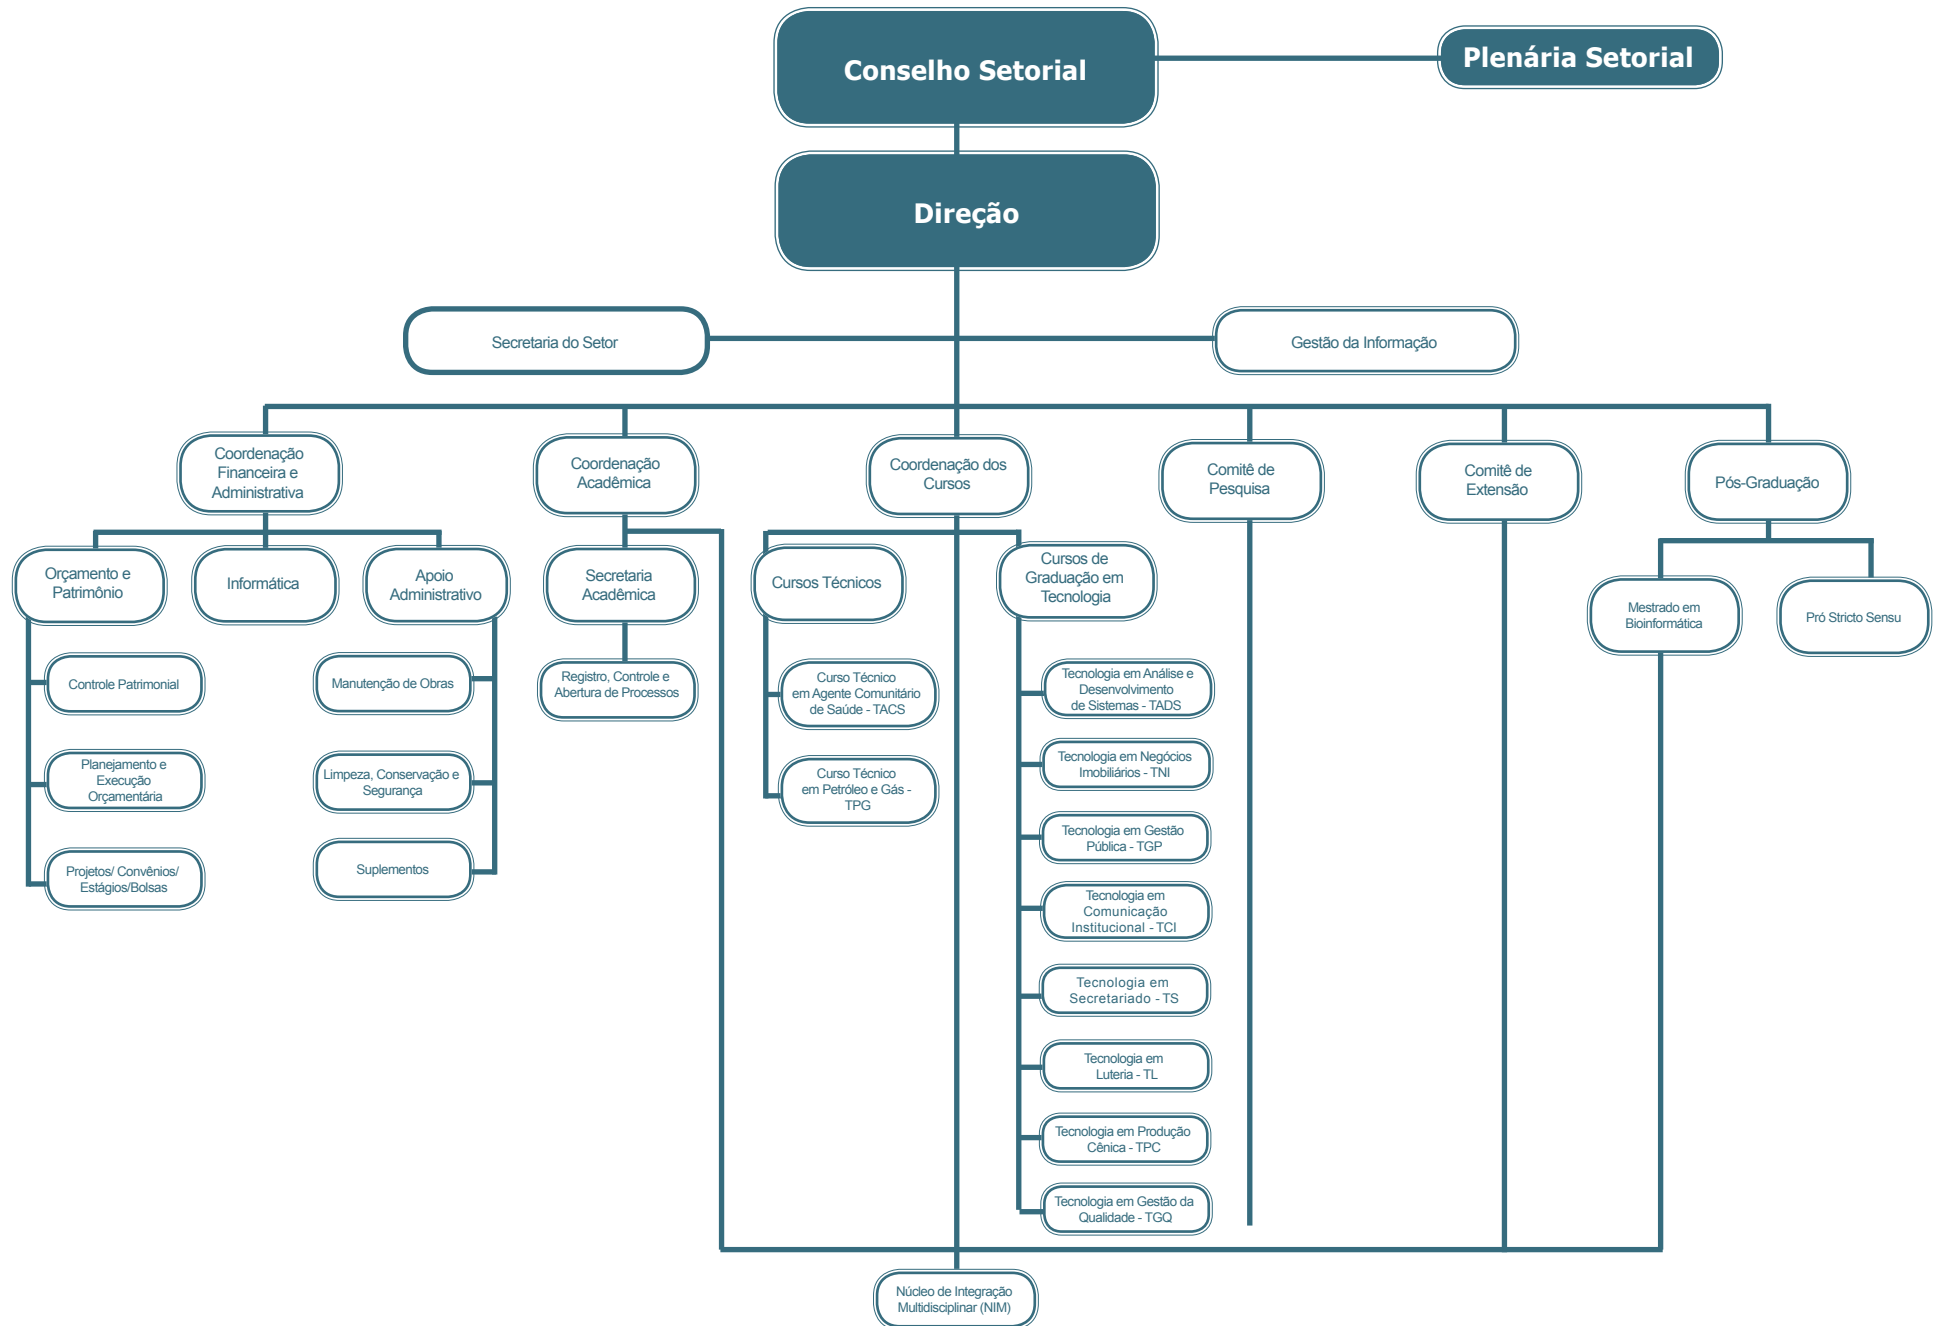 Conselho Setorial
Plenária Setorial
Direção
Secretaria do Setor
Gestão da Informação
Coordenação
Financeira e
Administrativa
Coordenação
Acadêmica
Coordenação dos
Cursos
Comitê de
Pesquisa
Comitê de
Extensão
Pós-Graduação
Orçamento e
Patrimônio
Informática
Apoio
Administrativo
Secretaria
Acadêmica
Cursos Técnicos
Cursos de
Graduação em
Tecnologia
Mestrado em
Bioinformática
Pró Stricto Sensu
Controle Patrimonial
Planejamento e
Execução
Orçamentária
Projetos/ Convênios/
Estágios/Bolsas
Manutenção de Obras
Limpeza, Conservação e
Segurança
Suplementos
Registro, Controle e
Abertura de Processos
Curso Técnico
em Agente Comunitário
de Saúde - TACS
Curso Técnico
em Petróleo e Gás -
TPG
Tecnologia em Análise e
Desenvolvimento
de Sistemas - TADS
Tecnologia em Negócios
Imobiliários - TNI
Tecnologia em Gestão
Pública - TGP
Tecnologia em
Comunicação
Institucional - TCI
Tecnologia em
Secretariado - TS
Tecnologia em
Luteria - TL
Tecnologia em Produção
Cênica - TPC
Tecnologia em Gestão da
Qualidade - TGQ
Núcleo de Integração
Multidisciplinar (NIM)